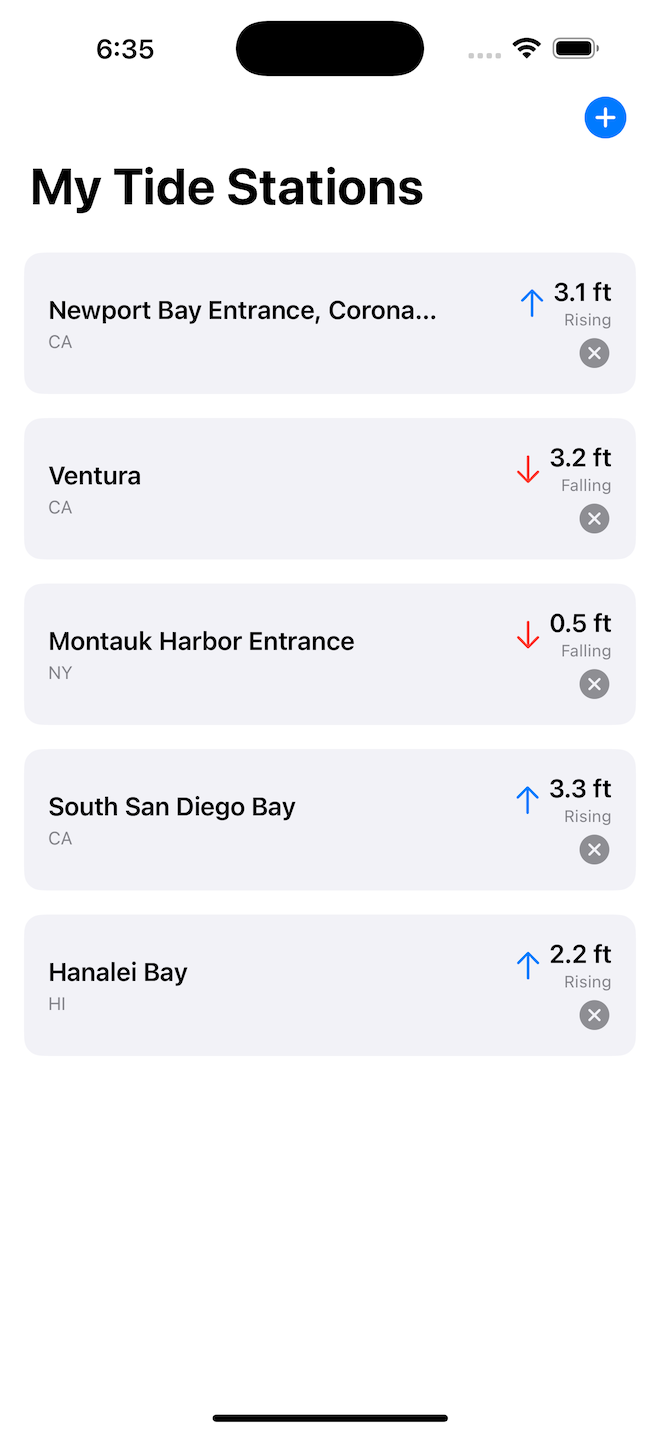 6:35
My Tide Stations
Newport Bay Entrance, Corona...
CA
3.1 ft
Rising
Ventura
CA
3.2 ft
Falling
Montauk Harbor Entrance
NY
0.5 ft
Falling
South San Diego Bay
CA
3.3 ft
Rising
Hanalei Bay
HI
2.2 ft
Rising